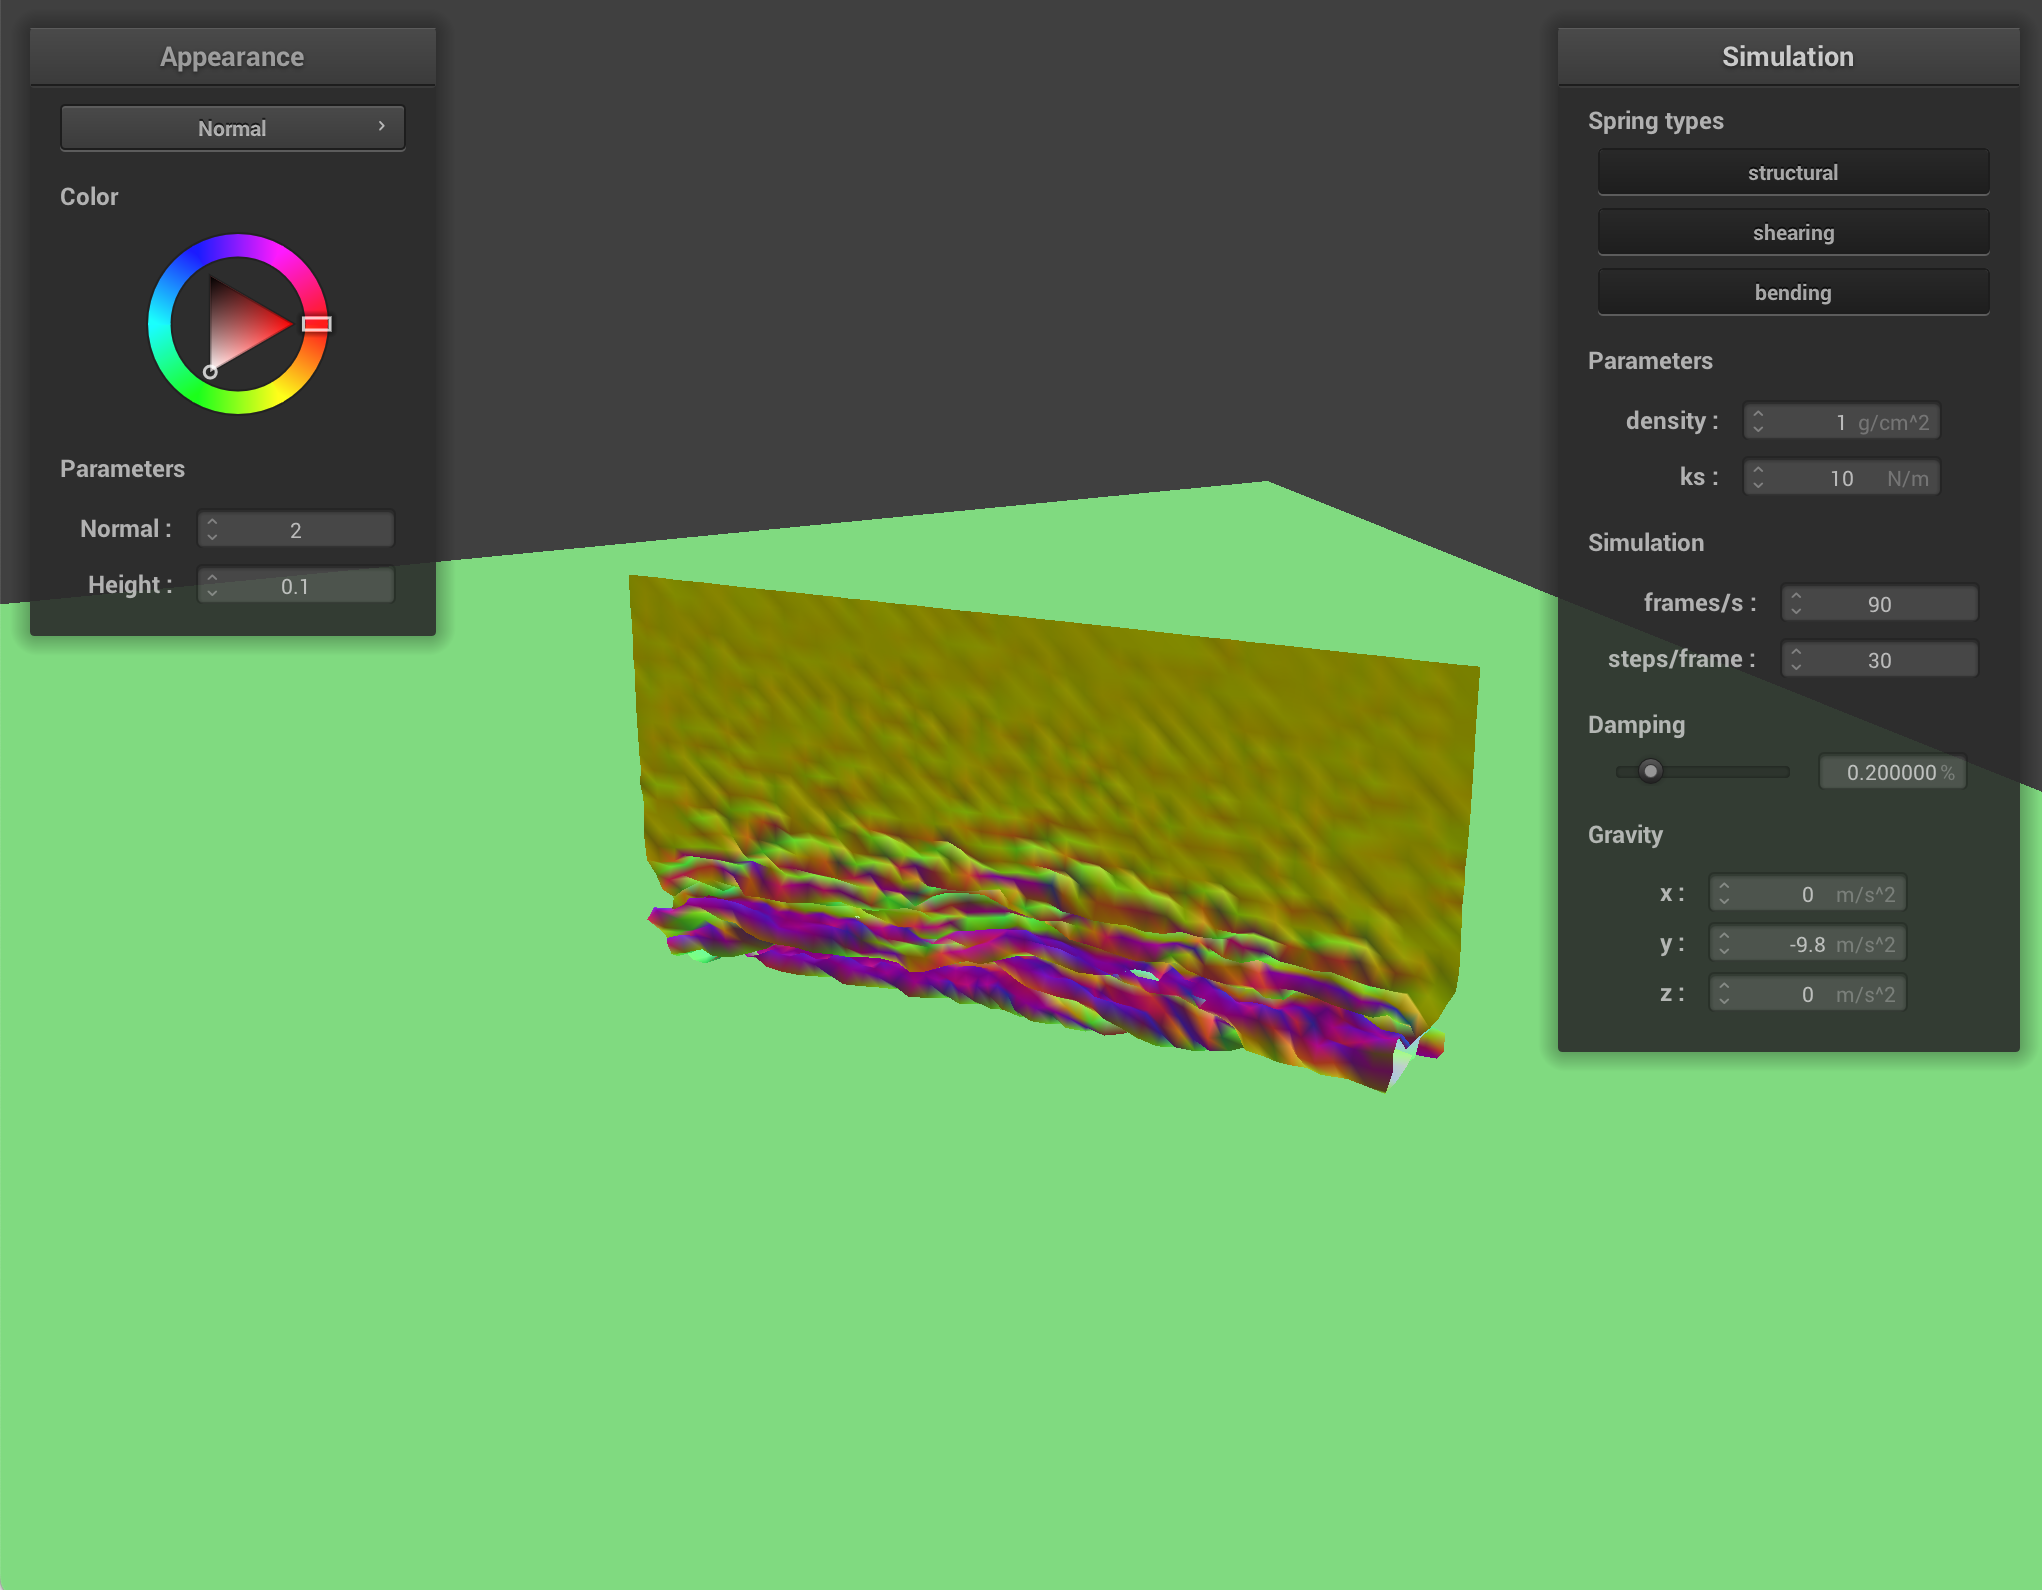 Appearance
Normal
Color
Parameters
Normal : 2
Height : 0.1
Simulation
Spring types
structural
shearing
bending
Parameters
density : 1 g/cm^2
ks : 10 N/m
Simulation
frames/s : 90
steps/frame : 30
Damping
0.200000 %
Gravity
x : 0 m/s^2
y : -9.8 m/s^2
z : 0 m/s^2